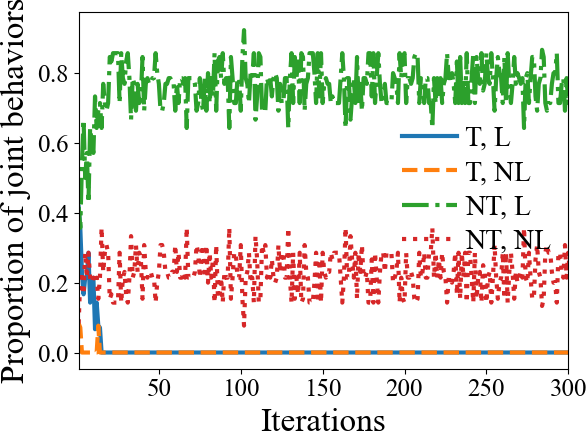 Proportion of joint behaviors
0.8
0.6
0.4
0.2
0.0
T, L
T, NL
NT, L
NT, NL
50
100
150
200
250
300
Iterations